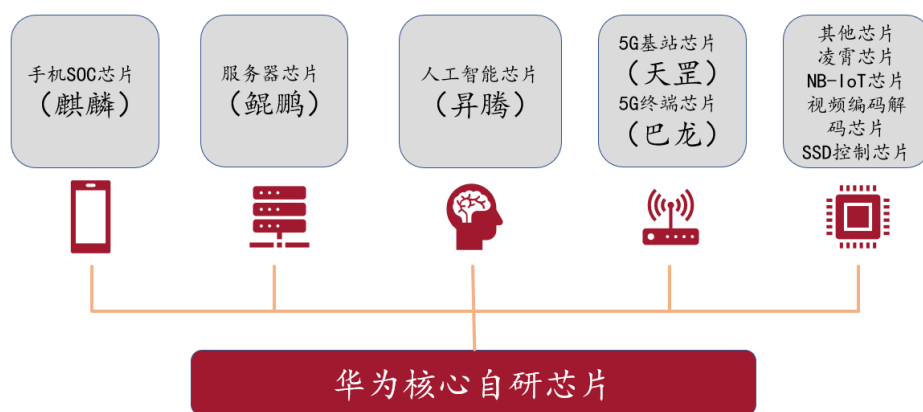 手机SOC芯片
（麒麟）
服务器芯片
（鲲鹏）
人工智能芯片
（昇腾）
5G基站芯片
（天罡）
5G终端芯片
（巴龙）
其他芯片
凌霄芯片
NB-IoT芯片
视频编码解
码芯片
SSD控制芯片
华为核心自研芯片